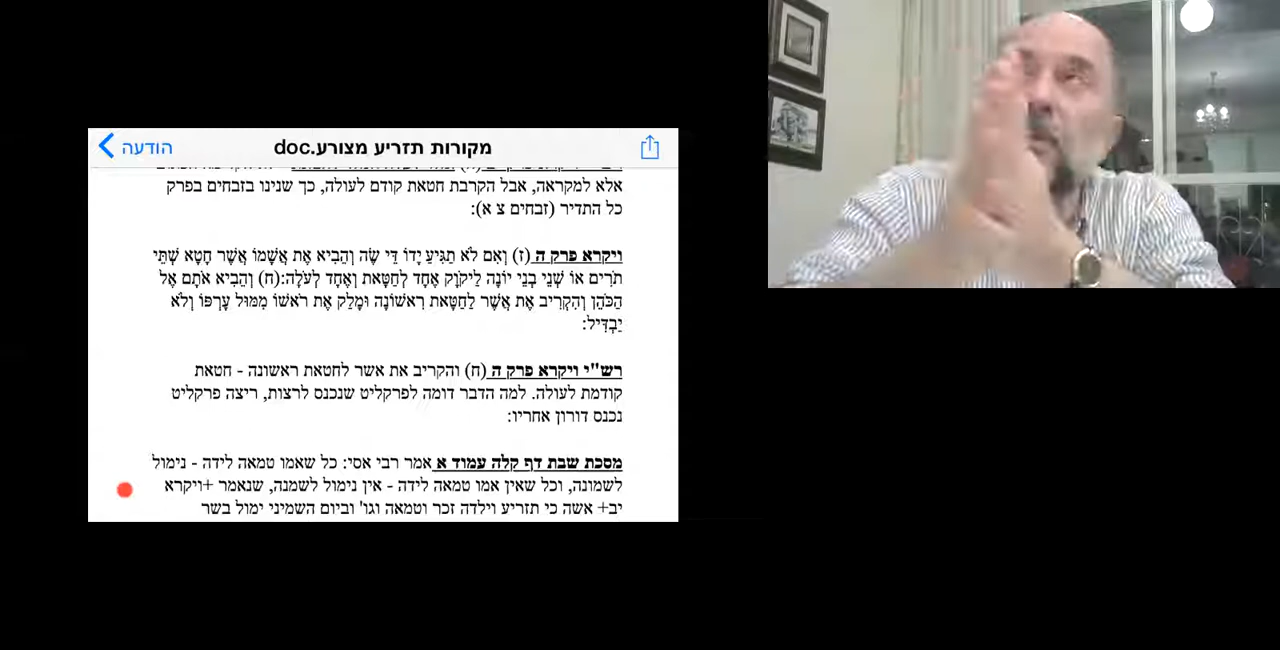 הודעה
מקורות תזריע מצורע.doc
אלא למקראה, אבל הקרבת חטאת קודם לעולה, כך שנינו בזבחים בפרק
כל התדיר (זבחים צ א):
ויקרא פרק ה (ז) וְאִם לֹא תַגִּיעַ יָדוֹ דֵּי שֶׂה וְהֵבִיא אֶת אֲשָׁמוֹ אֲשֶׁר חָטָא שְׁתֵּי
תֹרִים אוֹ שְׁנֵי בְנֵי יוֹנָה לַיקֹוָק אֶחָד לְחַטָּאת וְאֶחָד לְעֹלָה:(ח) וְהֵבִיא אֹתָם אֶל
הַכֹּהֵן וְהִקְרִיב אֶת אֲשֶׁר לַחַטָּאת רִאשׁוֹנָה וּמָלַק אֶת רֹאשׁוֹ מִמּוּל עָרְפּוֹ וְלֹא
יַבְדִּיל:
רש"י ויקרא פרק ה (ח) והקריב את אשר לחטאת ראשונה - חטאת
קודמת לעולה. למה הדבר דומה לפרקליט שנכנס לרצות, ריצה פרקליט
נכנס דורון אחריו:
מסכת שבת דף קלה עמוד א אמר רבי אסי: כל שאמו טמאה לידה - נימול
לשמונה, וכל שאין אמו טמאה לידה - אין נימול לשמנה, שנאמר +ויקרא
יב+ אשה כי תזריע וילדה זכר וטמאה וגו' וביום השמיני ימול בשר